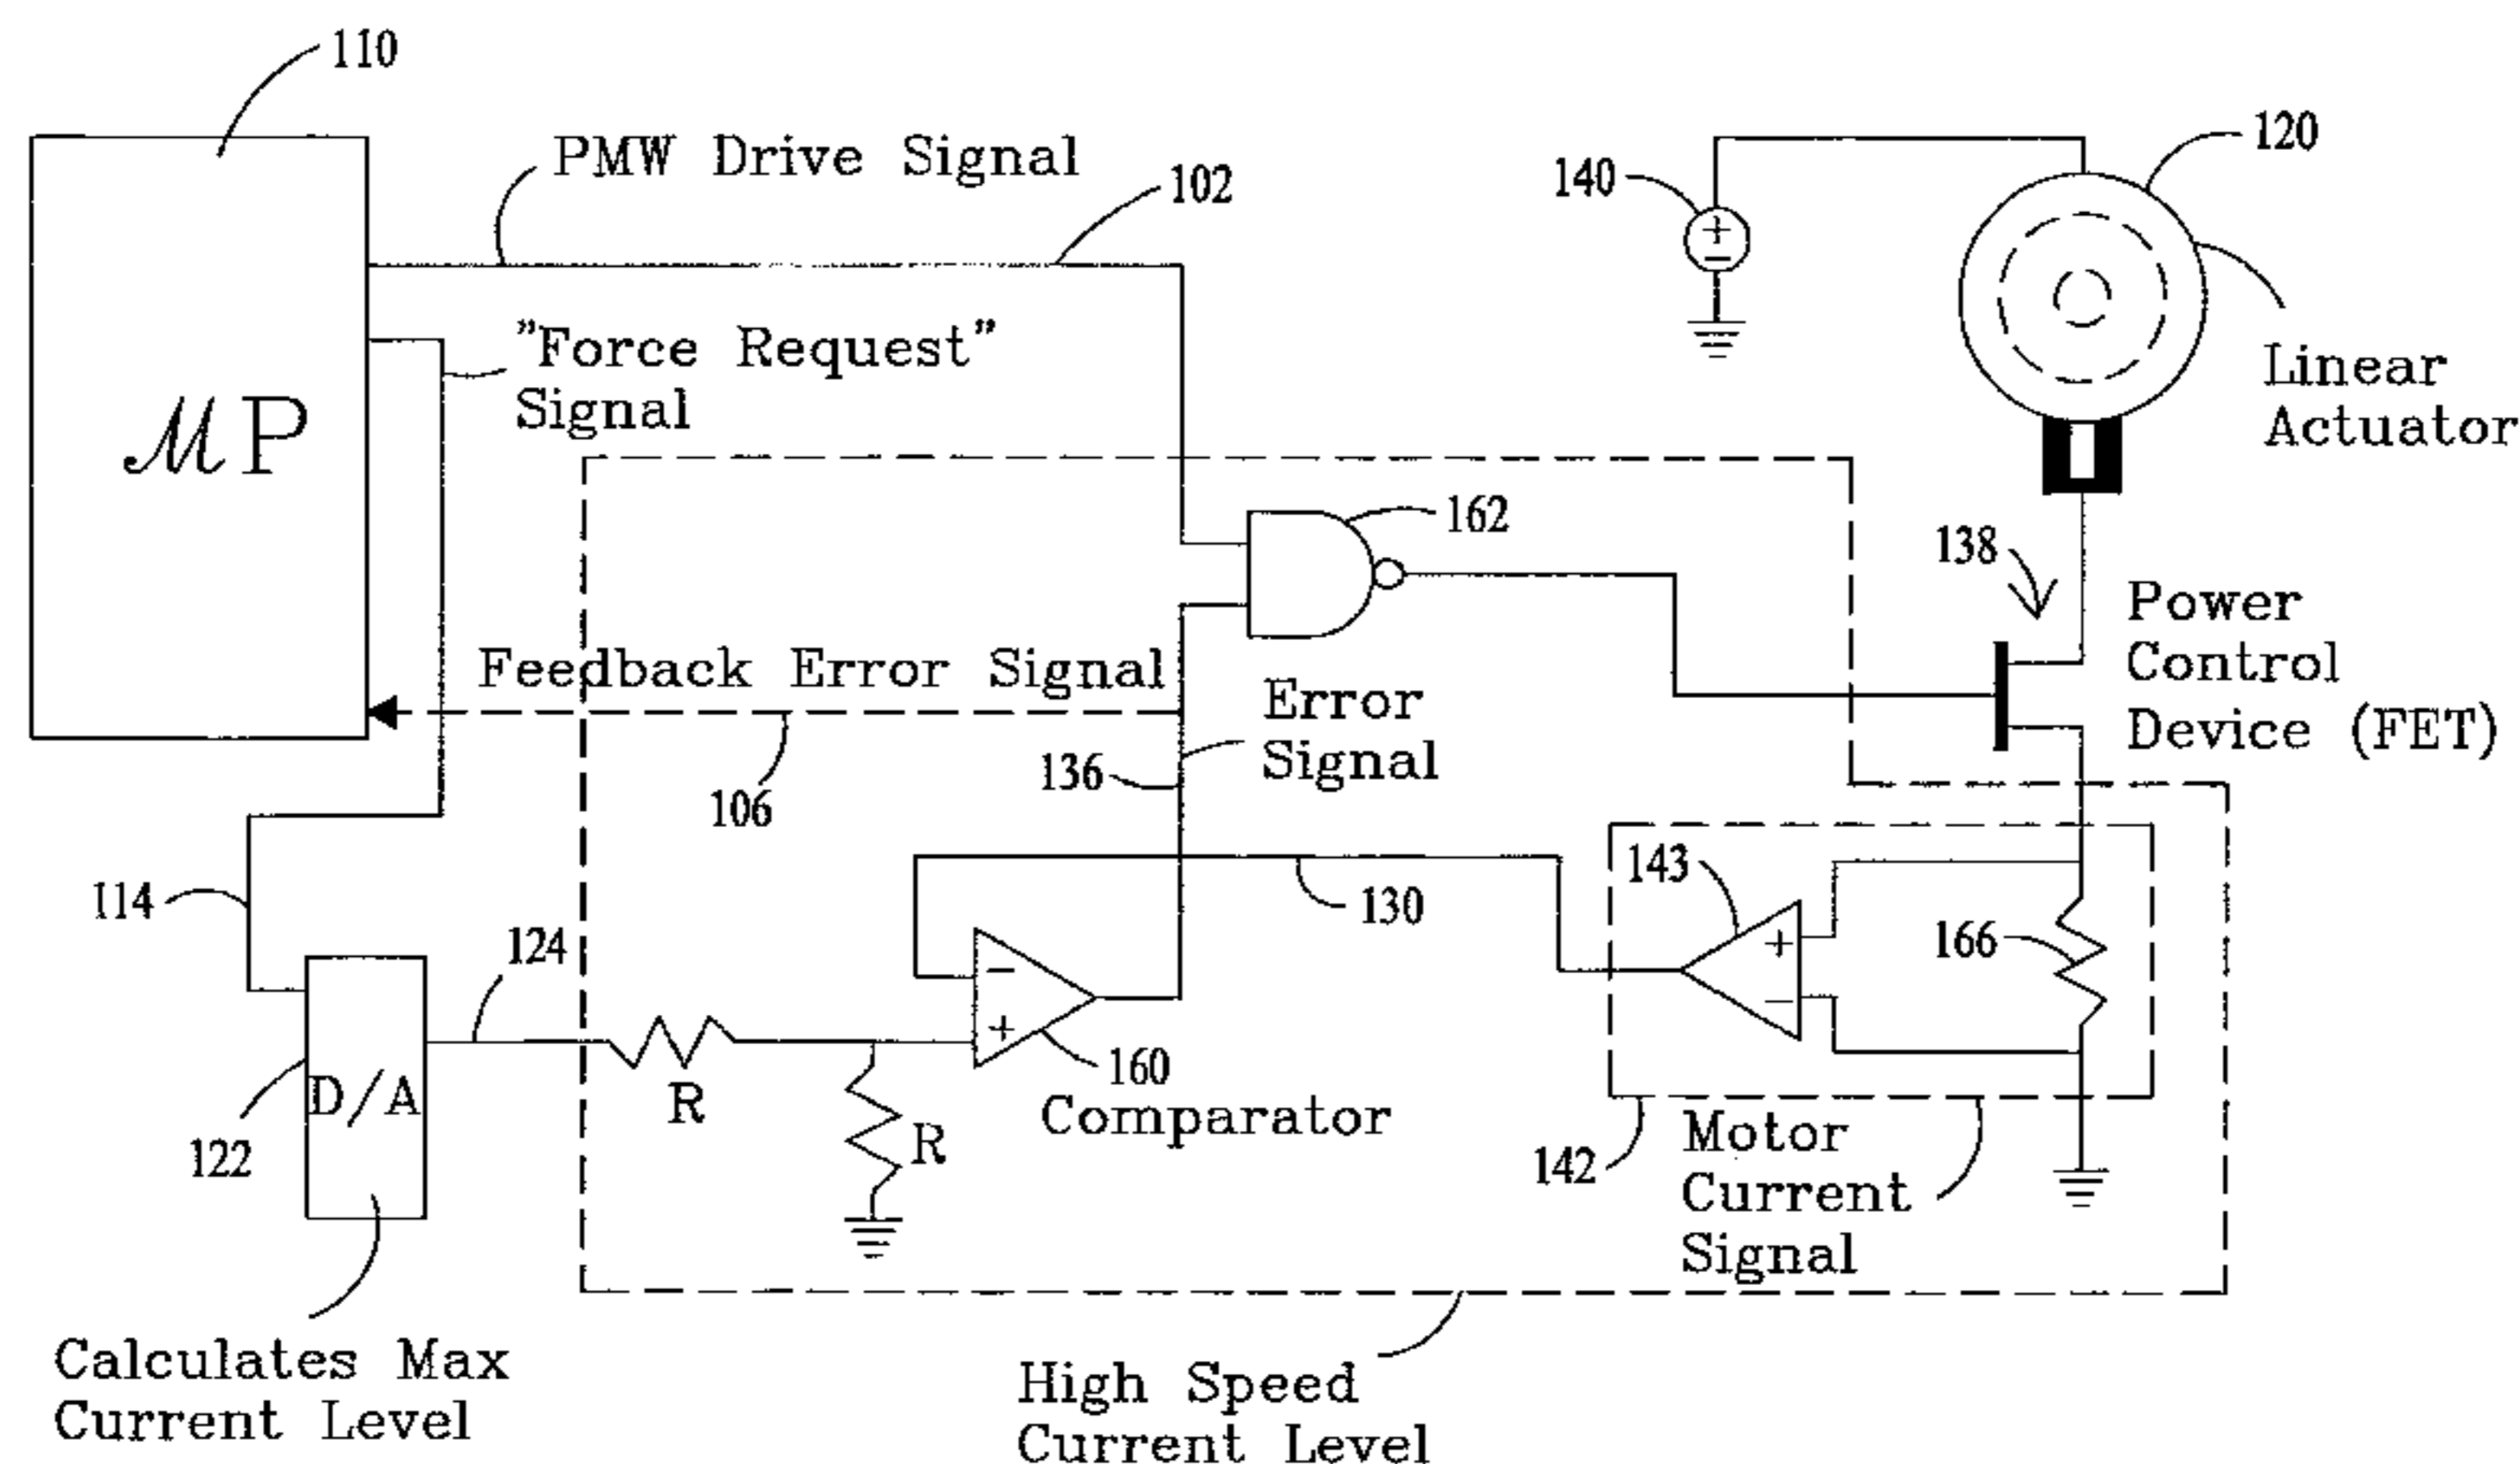 110
PMW Drive Signal
102
140
120
"Force Request"
Signal
ℳP
+
−
Linear
Actuator
162
138
Power
Control
Device (FET)
Feedback Error Signal
106
Error
Signal
136
114
124
130
143
166
+
−
−
+
160
Comparator
D/A
122
R
R
142
Motor
Current
Signal
Calculates Max
Current Level
High Speed
Current Level